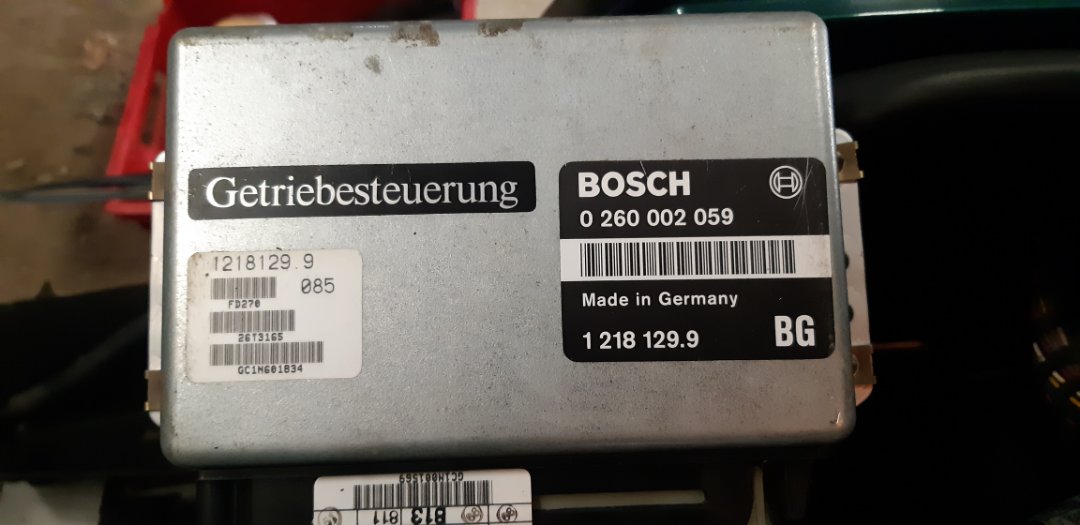 Getriebesteuerung
BOSCH
0 260 002 059
Made in Germany
1 218 129.9
BG
1218129.9
085
FD270
26T3165
GC1N601834
B13
811